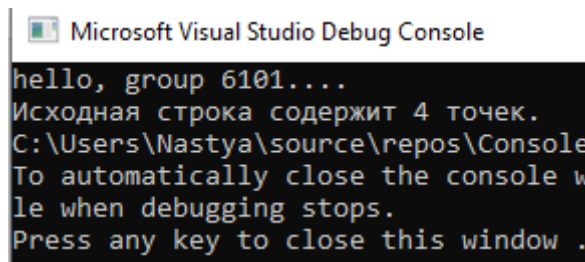 Microsoft Visual Studio Debug Console
hello, group 6101....
Исходная строка содержит 4 точек.
C:\Users\Nastya\source\repos\Console
To automatically close the console w
le when debugging stops.
Press any key to close this window .